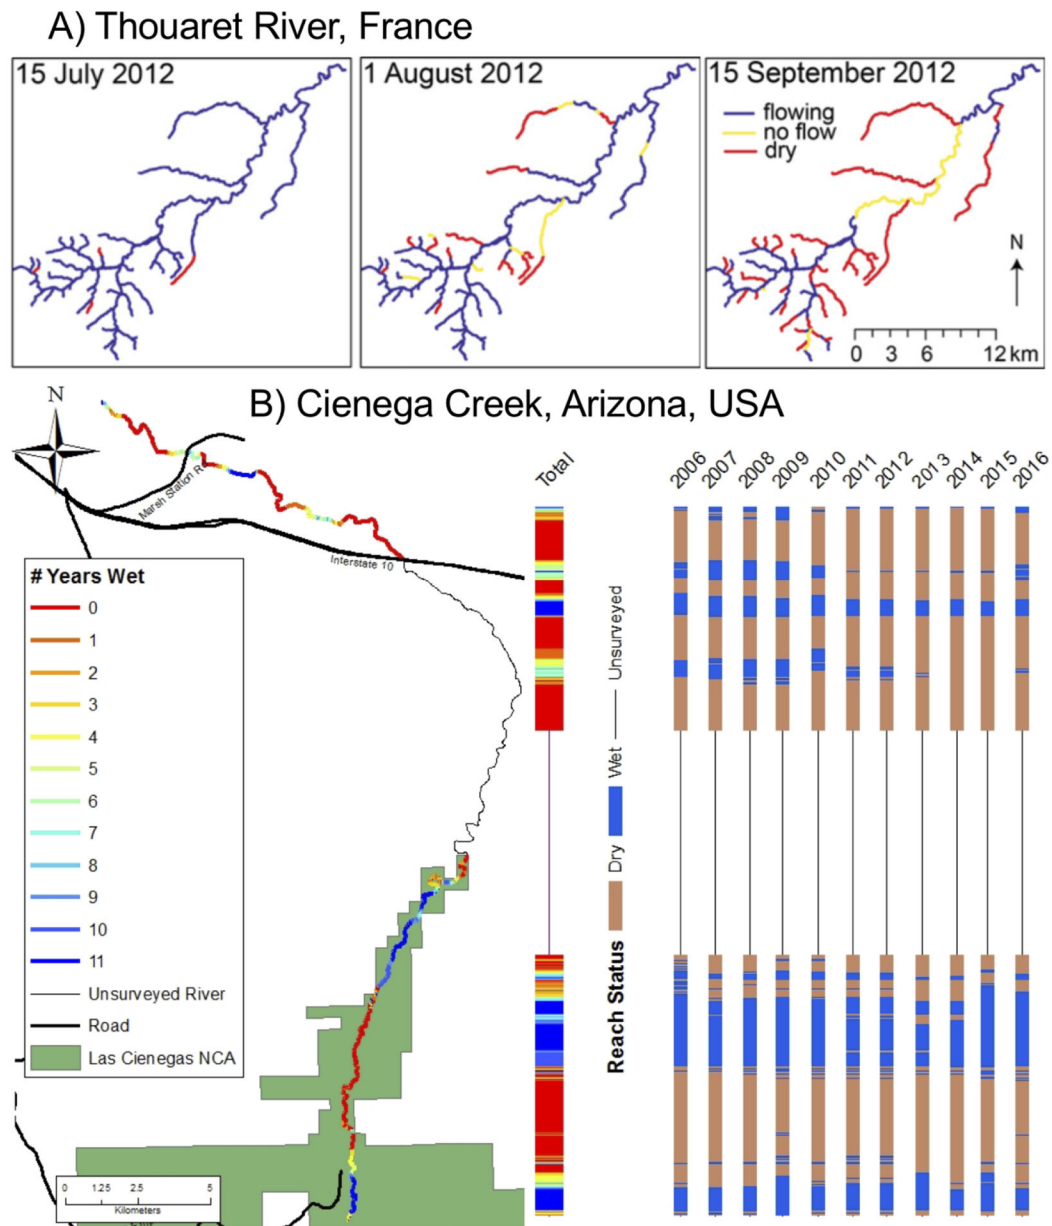 A) Thouaret River, France
15 July 2012
1 August 2012
15 September 2012
flowing
no flow
dry
N
0 3 6 12 km
B) Cienega Creek, Arizona, USA
N
Marsh Station R
Interstate 10
# Years Wet
0
1
2
3
4
5
6
7
8
9
10
11
Unsurveyed River
Road
Las Cienegas NCA
0 1.25 2.5 5
Kilometers
Total
Reach Status Dry Wet Unsurveyed
2006 2007 2008 2009 2010 2011 2012 2013 2014 2015 2016